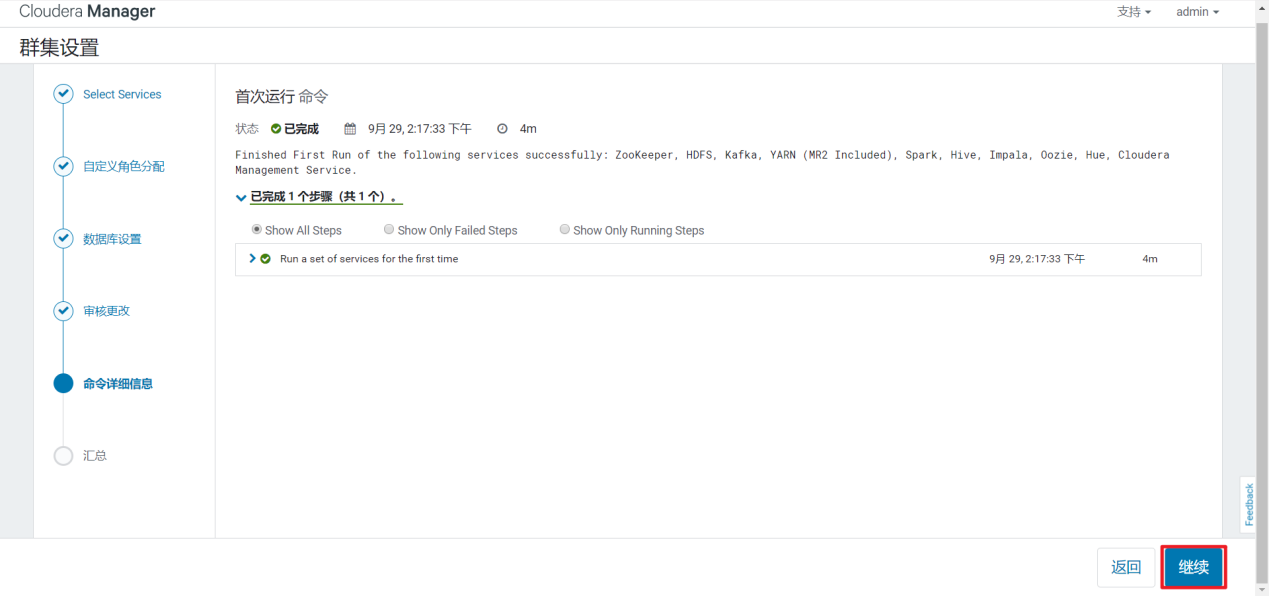 Cloudera Manager
支持 admin
群集设置
Select Services
自定义角色分配
数据库设置
审核更改
命令详细信息
汇总
首次运行 命令
状态 已完成 9月 29, 2:17:33 下午 4m
Finished First Run of the following services successfully: ZooKeeper, HDFS, Kafka, YARN (MR2 Included), Spark, Hive, Impala, Oozie, Hue, Cloudera
Management Service.
已完成 1 个步骤（共 1 个）。
Show All Steps Show Only Failed Steps Show Only Running Steps
Run a set of services for the first time 9月 29, 2:17:33 下午 4m
Feedback
返回 继续